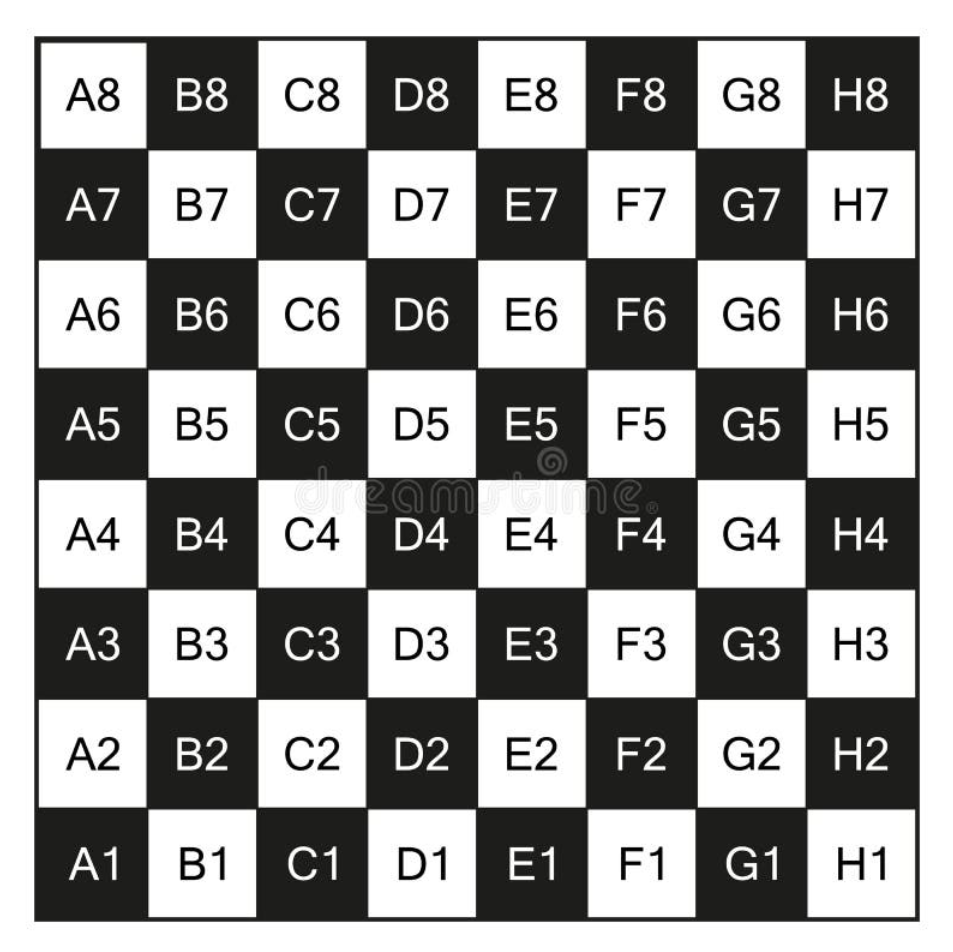 A8 B8 C8 D8 E8 F8 G8 H8
A7 B7 C7 D7 E7 F7 G7 H7
A6 B6 C6 D6 E6 F6 G6 H6
A5 B5 C5 D5 E5 F5 G5 H5
dreamstime®
A4 B4 C4 D4 E4 F4 G4 H4
A3 B3 C3 D3 E3 F3 G3 H3
A2 B2 C2 D2 E2 F2 G2 H2
A1 B1 C1 D1 E1 F1 G1 H1